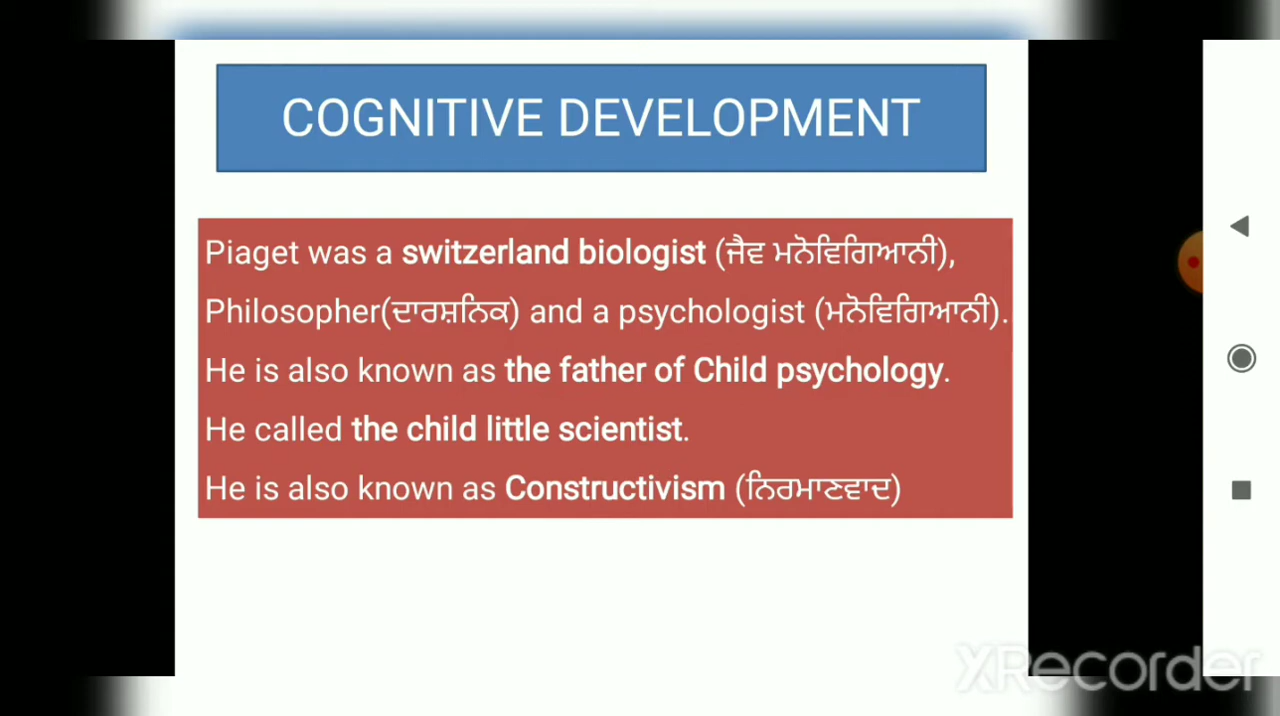 COGNITIVE DEVELOPMENT
Piaget was a switzerland biologist (ਜੈਵ ਮਨੋਵਿਗਿਆਨੀ),
Philosopher(ਦਾਰਸ਼ਨਿਕ) and a psychologist (ਮਨੋਵਿਗਿਆਨੀ).
He is also known as the father of Child psychology.
He called the child little scientist.
He is also known as Constructivism (ਨਿਰਮਾਣਵਾਦ)
XRecorder